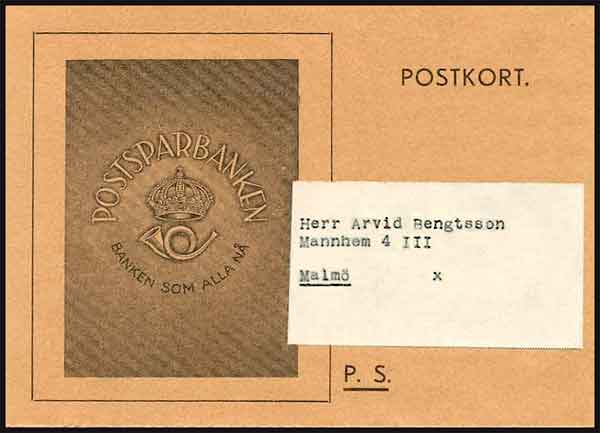 POSTKORT.
POSTSPARBANKEN
BANKEN SOM ALLA NÅ
Herr Arvid Bengtsson
Mannhem 4 III
Malmö x
P. S.